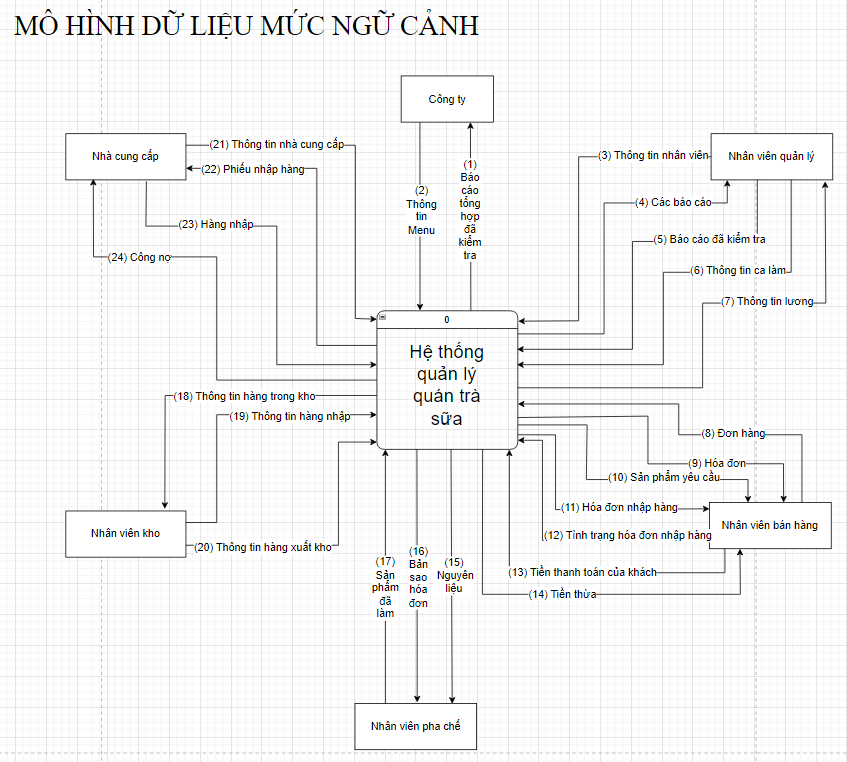 MÔ HÌNH DỮ LIỆU MỨC NGỮ CẢNH
Công ty
Nhà cung cấp
Nhân viên quản lý
(21) Thông tin nhà cung cấp
(22) Phiếu nhập hàng
(23) Hàng nhập
(24) Công nợ
(2)
Thông
tin
Menu
(1)
Báo
cáo
tổng
hợp
đã
kiểm
tra
(3) Thông tin nhân viên
(4) Các báo cáo
(5) Báo cáo đã kiểm tra
(6) Thông tin ca làm
(7) Thông tin lương
0
Hệ thống
quản lý
quán trà
sữa
(18) Thông tin hàng trong kho
(19) Thông tin hàng nhập
(20) Thông tin hàng xuất kho
Nhân viên kho
(8) Đơn hàng
(9) Hóa đơn
(10) Sản phẩm yêu cầu
(11) Hóa đơn nhập hàng
(12) Tình trạng hóa đơn nhập hàng
(13) Tiền thanh toán của khách
(14) Tiền thừa
Nhân viên bán hàng
(17)
Sản
phẩm
đã
làm
(16)
Bản
sao
hóa
đơn
(15)
Nguyên
liệu
Nhân viên pha chế